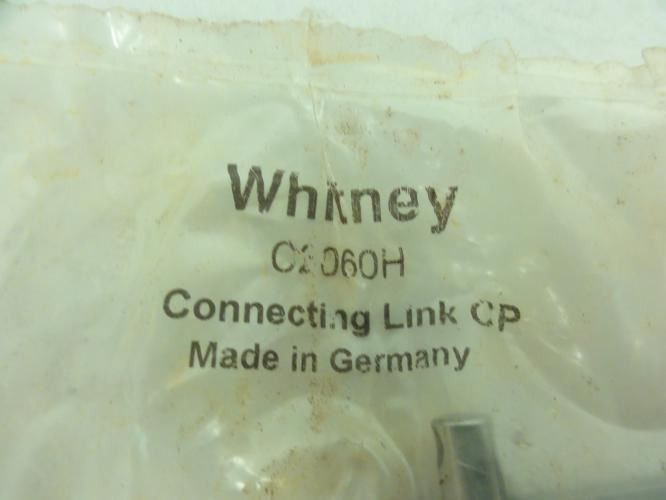 Whitney
C2060H
Connecting Link CP
Made in Germany